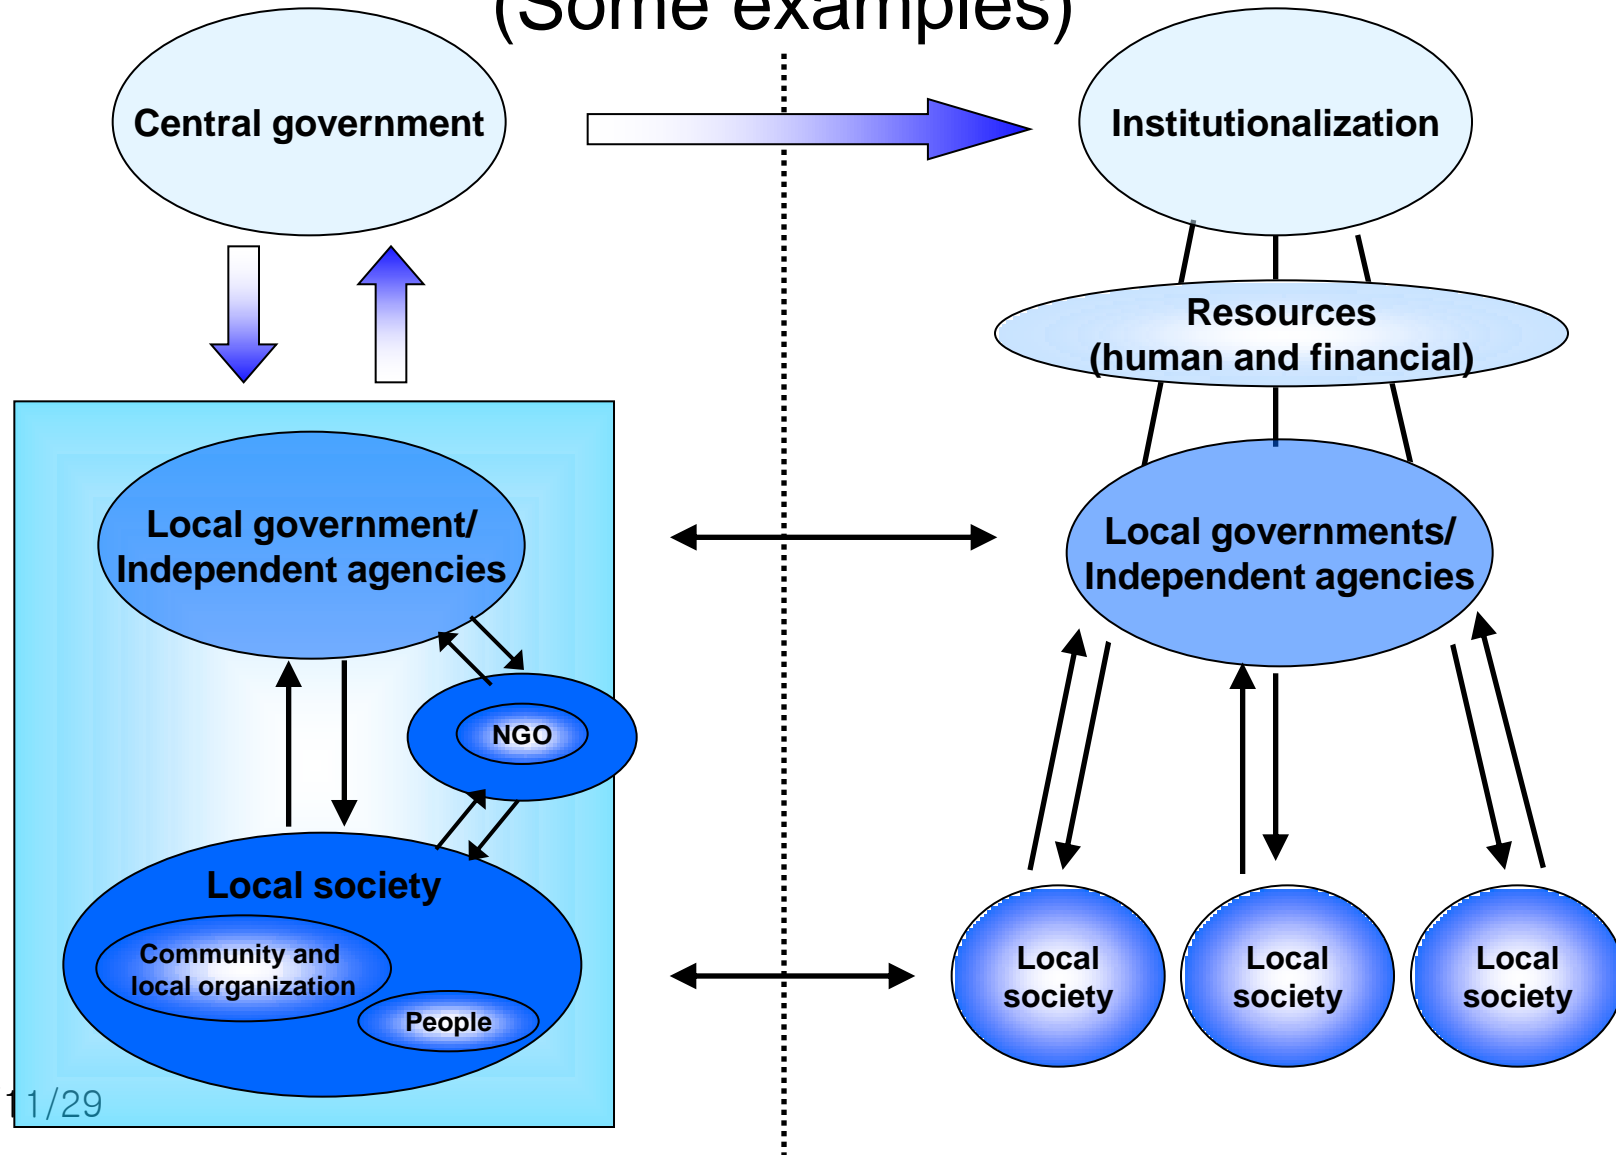 (Some examples)
Central government
Institutionalization
Resources
(human and financial)
Local government/
Independent agencies
Local governments/
Independent agencies
NGO
Local society
Community and
local organization
People
Local
society
Local
society
Local
society
11/29